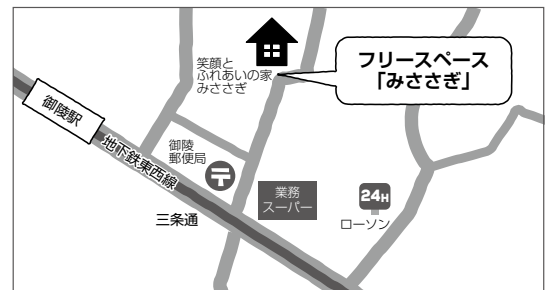 笑顔と
ふれあいの家
みささぎ
フリースペース
「みささぎ」
御陵駅
地下鉄東西線
御陵
郵便局
〒
業務
スーパー
24H
ローソン
三条通